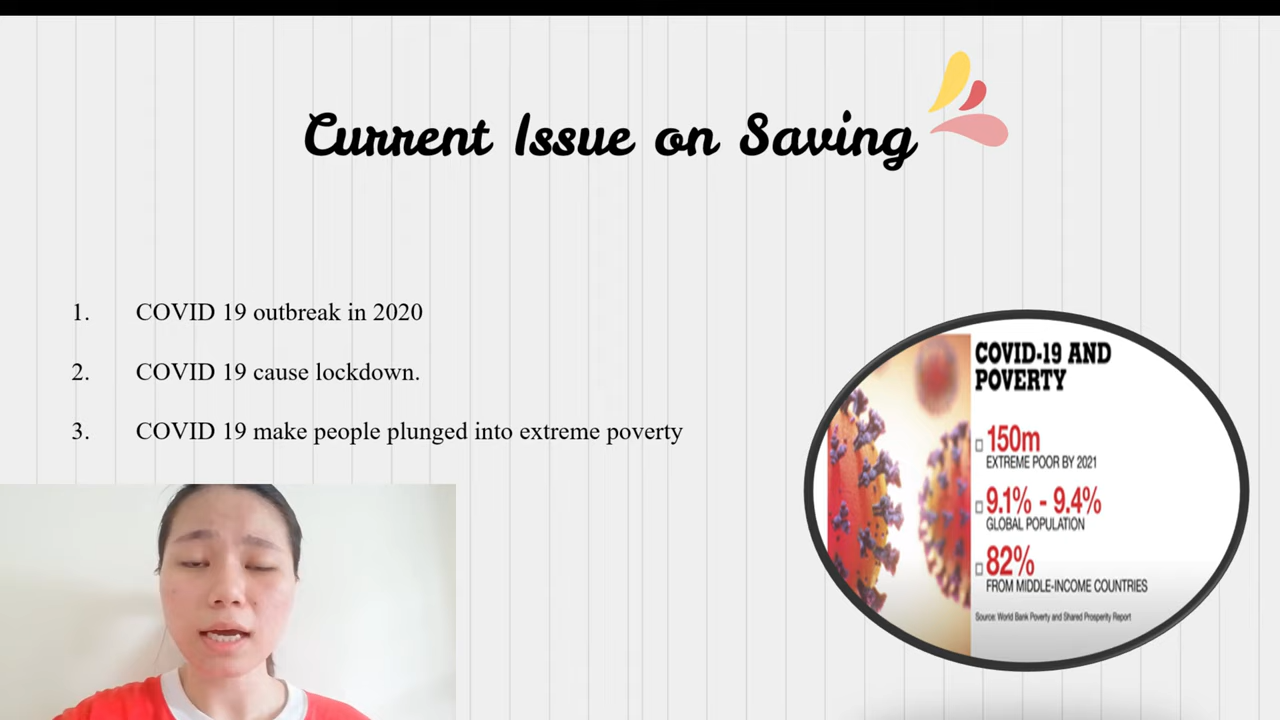 Current Issue on Saving
1. COVID 19 outbreak in 2020
2. COVID 19 cause lockdown.
3. COVID 19 make people plunged into extreme poverty
COVID-19 AND
POVERTY
150m
EXTREME POOR BY 2021
9.1% - 9.4%
GLOBAL POPULATION
82%
FROM MIDDLE-INCOME COUNTRIES
Source: World Bank Poverty and Shared Prosperity Report